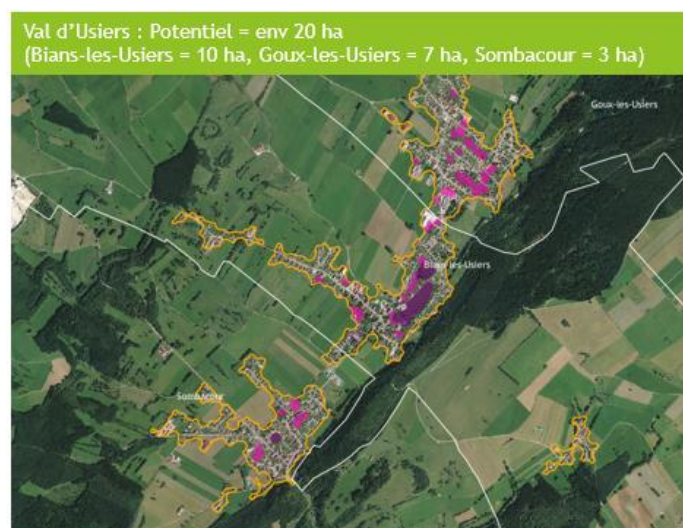 Val d'Usiers : Potentiel = env 20 ha
(Bians-les-Usiers = 10 ha, Goux-les-Usiers = 7 ha, Sombacour = 3 ha)
Goux-les-Usiers
Bians-les-Usiers
Sombacour